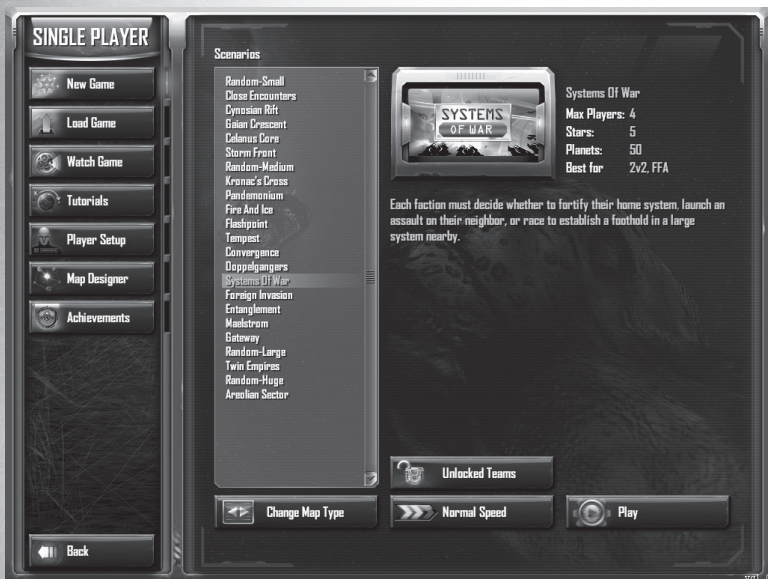 SINGLE PLAYER
New Game
Load Game
Watch Game
Tutorials
Player Setup
Map Designer
Achievements
Back
Scenarios
Random-Small
Close Encounters
Cynosian Rift
Gaian Crescent
Celanus Core
Storm Front
Random-Medium
Kronac's Cross
Pandemonium
Fire And Ice
Flashpoint
Tempest
Convergence
Doppelgangers
Systems Of War
Foreign Invasion
Entanglement
Maelstrom
Gateway
Random-Large
Twin Empires
Random-Huge
Areolian Sector
SYSTEMS
OF WAR
Systems Of War
Max Players: 4
Stars: 5
Planets: 50
Best for 2v2, FFA
Each faction must decide whether to fortify their home system, launch an
assault on their neighbor, or race to establish a foothold in a large
system nearby.
Unlocked Teams
Change Map Type
Normal Speed
Play